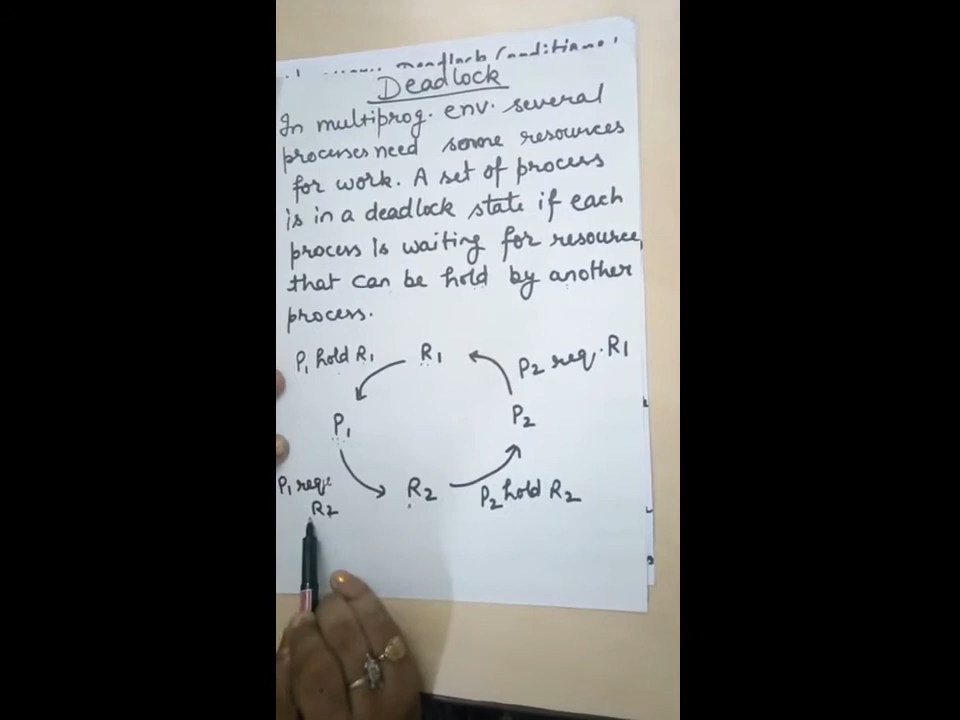 Deadlock Conditions
Deadlock
In multiprog. env. several
processes need some resources
for work. A set of process
is in a deadlock state if each
process is waiting for resource
that can be hold by another
process.
P1 hold R1
R1
P2 req. R1
P1
P2
P1 req.
R2
R2
P2 hold R2